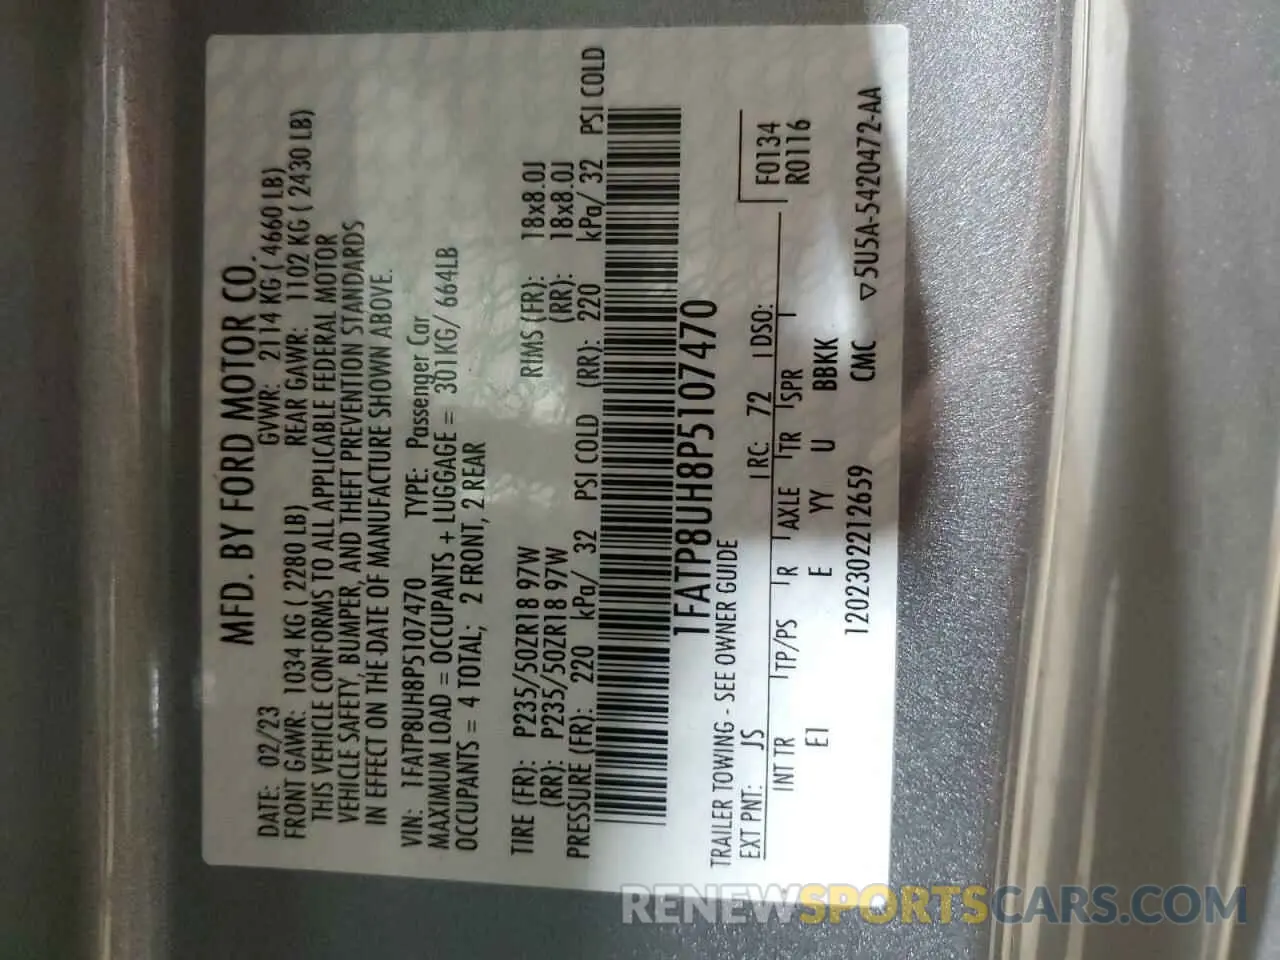 MFD. BY FORD MOTOR CO.
DATE: 02/23 GVWR: 2114 KG ( 4660 LB)
FRONT GAWR: 1034 KG ( 2280 LB) REAR GAWR: 1102 KG ( 2430 LB)
THIS VEHICLE CONFORMS TO ALL APPLICABLE FEDERAL MOTOR
VEHICLE SAFETY, BUMPER, AND THEFT PREVENTION STANDARDS
IN EFFECT ON THE DATE OF MANUFACTURE SHOWN ABOVE.
VIN: 1FATP8UH8P5107470 TYPE: Passenger Car
MAXIMUM LOAD = OCCUPANTS + LUGGAGE = 301KG/ 664LB
OCCUPANTS = 4 TOTAL; 2 FRONT, 2 REAR
TIRE (FR): P235/50ZR18 97W RIMS (FR): 18x8.0J
(RR): P235/50ZR18 97W (RR): 18x8.0J
PRESSURE (FR): 220 kPa/ 32 PSI COLD (RR): 220 kPa/ 32 PSI COLD
1FATP8UH8P5107470
TRAILER TOWING - SEE OWNER GUIDE
EXT PNT: JS RC: 72 DSO: F0134
INT TR TP/PS R AXLE TR SPR R0116
E1 E YY U BBKK
12023022212659 CMC ▽5U5A-5420472-AA
RENEWSPORTSCARS.COM